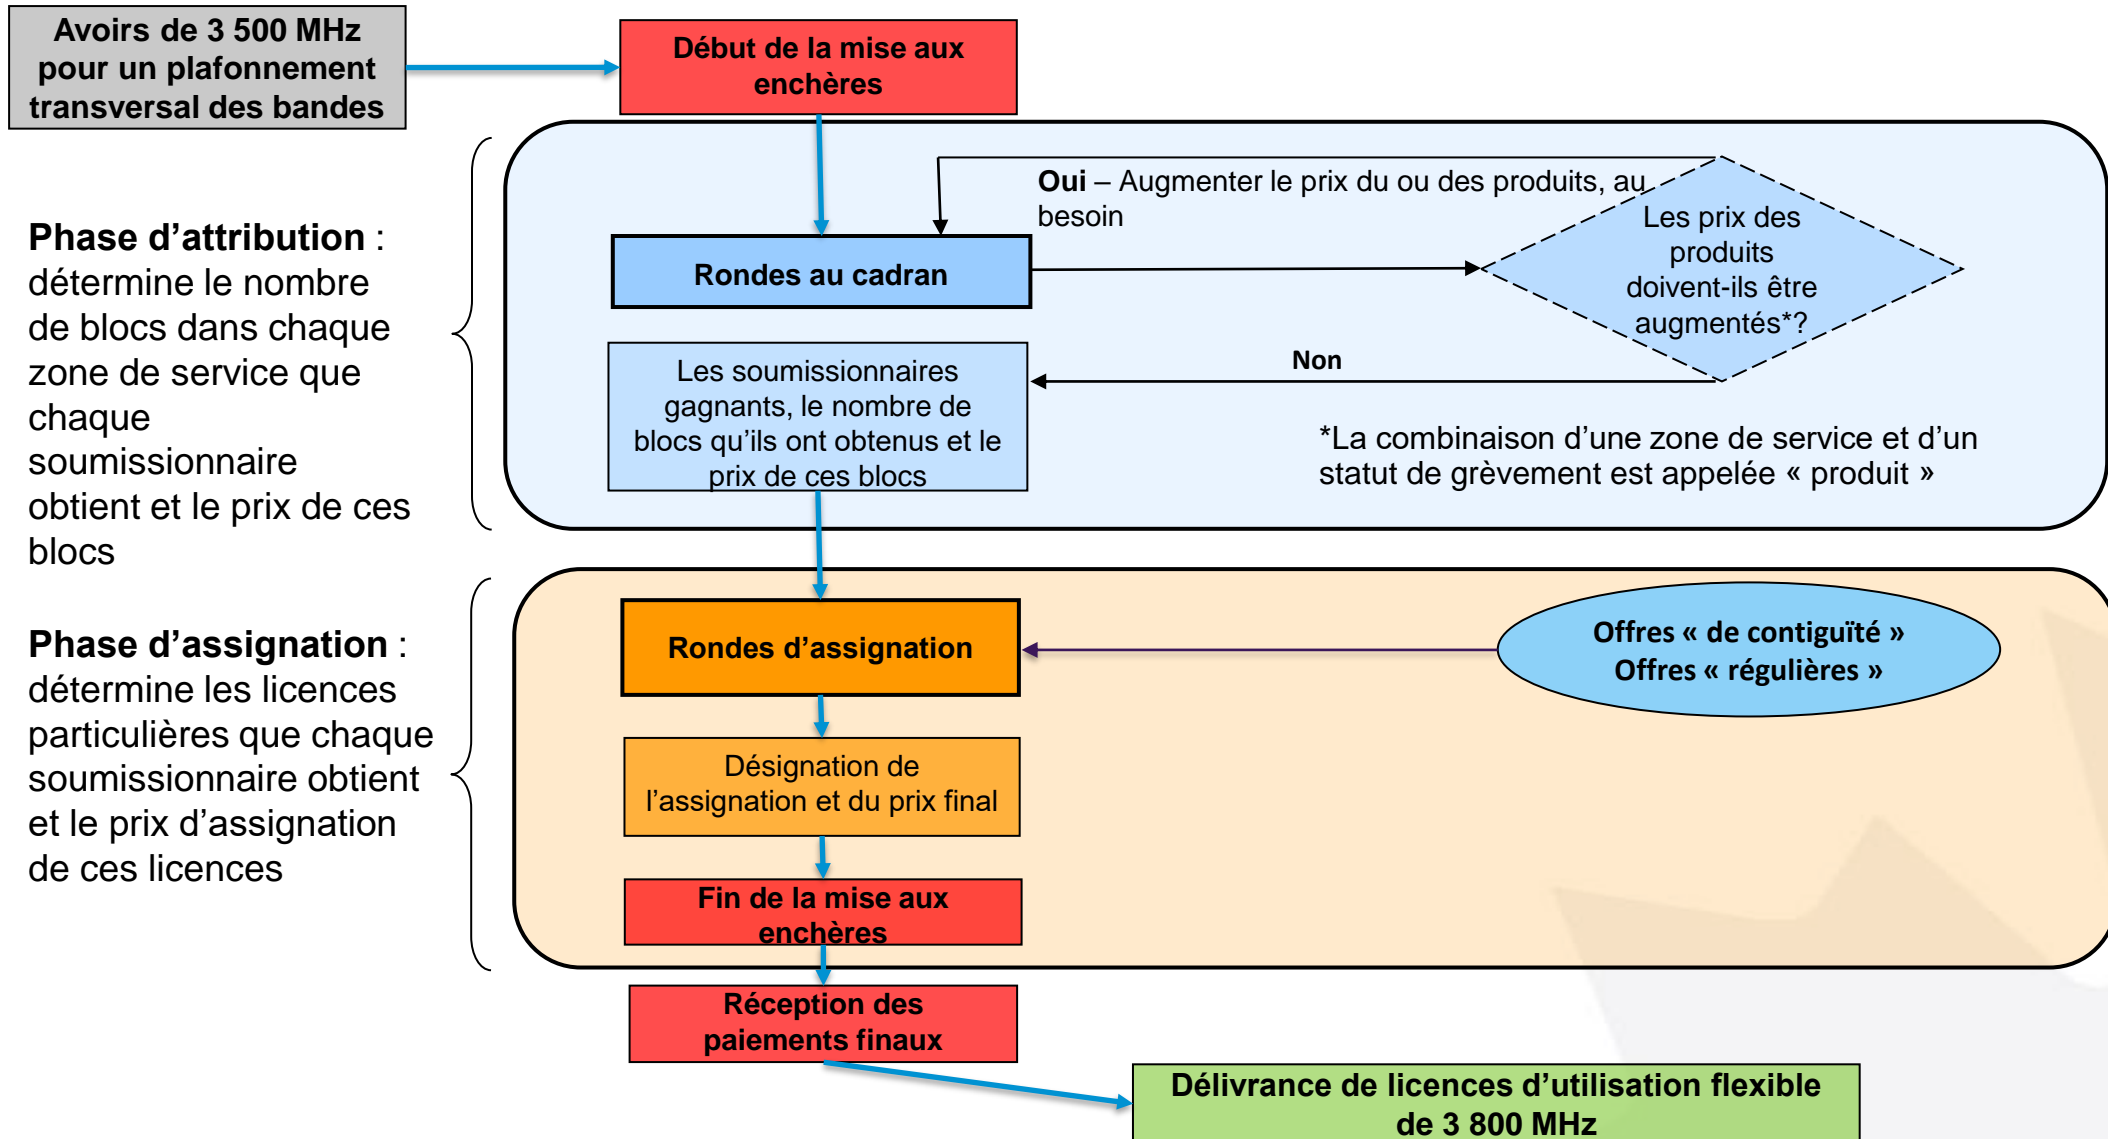 Avoirs de 3 500 MHz
pour un plafonnement
transversal des bandes
Début de la mise aux
enchères
Phase d’attribution :
détermine le nombre
de blocs dans chaque
zone de service que
chaque
soumissionnaire
obtient et le prix de ces
blocs
Oui – Augmenter le prix du ou des produits, au
besoin
Les prix des
produits
doivent-ils être
augmentés*?
Rondes au cadran
Non
Les soumissionnaires
gagnants, le nombre de
blocs qu’ils ont obtenus et le
prix de ces blocs
*La combinaison d’une zone de service et d’un
statut de grèvement est appelée « produit »
Phase d’assignation :
détermine les licences
particulières que chaque
soumissionnaire obtient
et le prix d’assignation
de ces licences
Rondes d’assignation
Offres « de contiguïté »
Offres « régulières »
Désignation de
l’assignation et du prix final
Fin de la mise aux
enchères
Réception des
paiements finaux
Délivrance de licences d’utilisation flexible
de 3 800 MHz